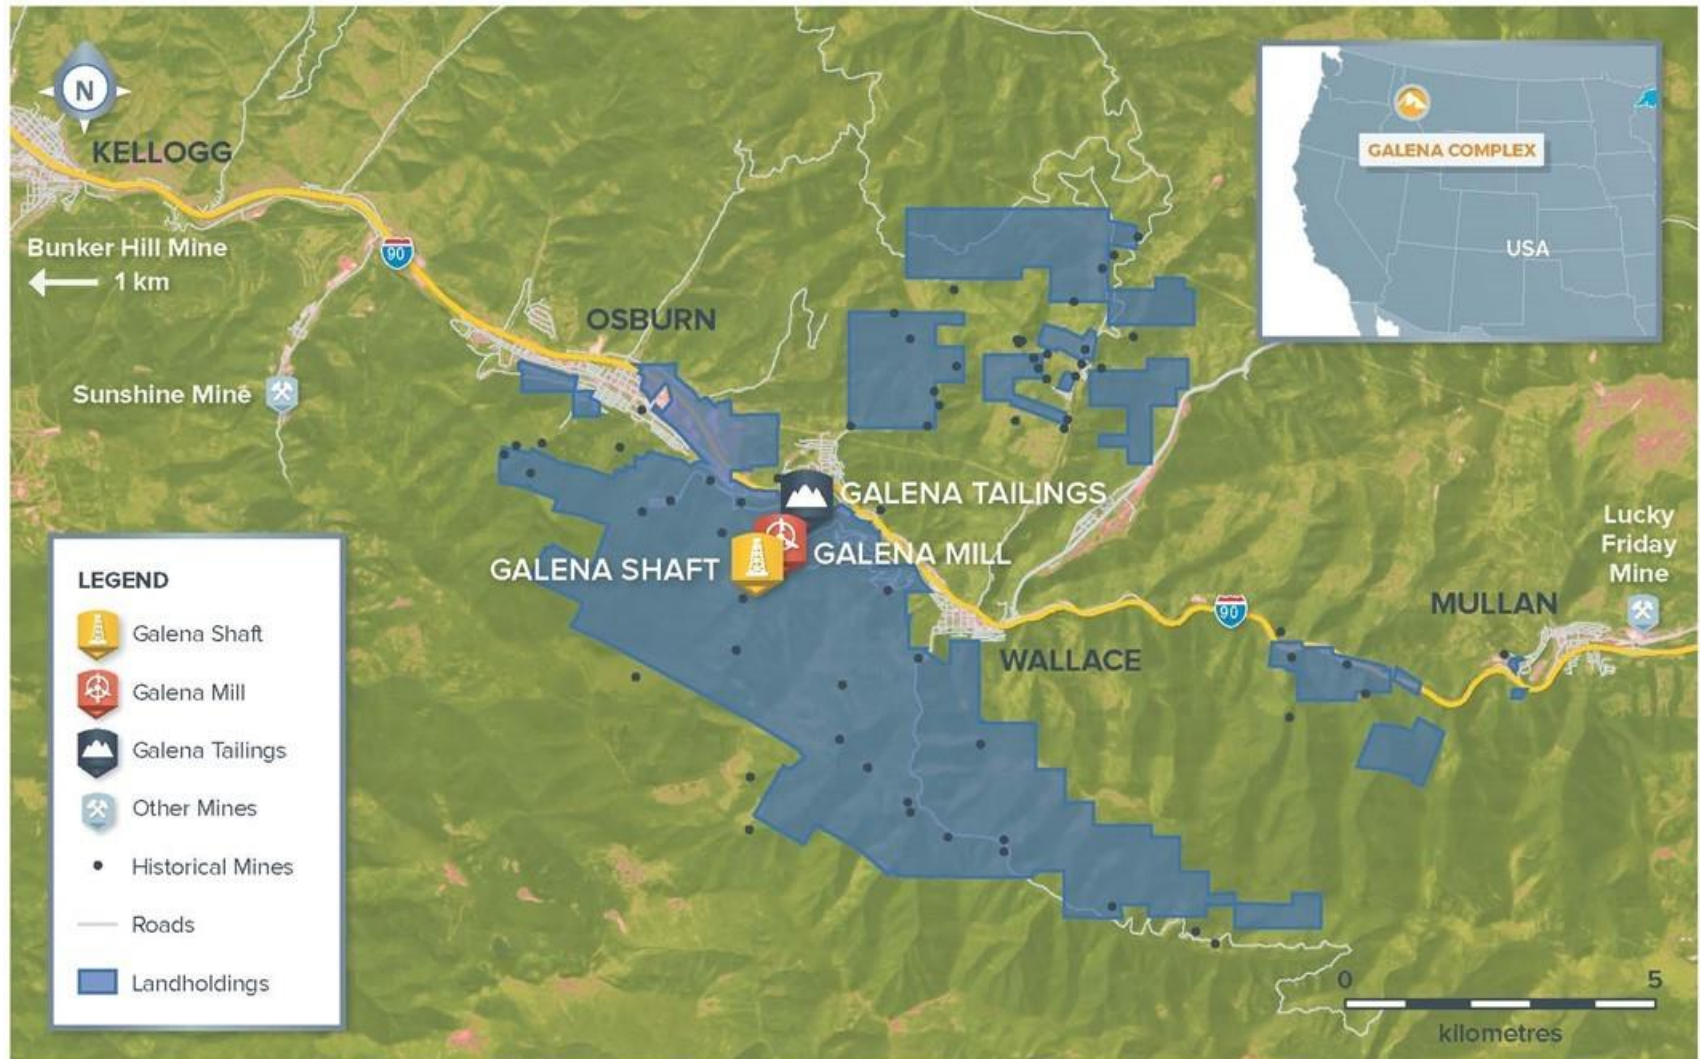 N
KELLOGG
Bunker Hill Mine
1 km
90
OSBURN
Sunshine Mine
GALENA COMPLEX
USA
GALENA TAILINGS
GALENA MILL
GALENA SHAFT
Lucky
Friday
Mine
MULLAN
90
WALLACE
LEGEND
Galena Shaft
Galena Mill
Galena Tailings
Other Mines
Historical Mines
Roads
Landholdings
0 5
kilometres